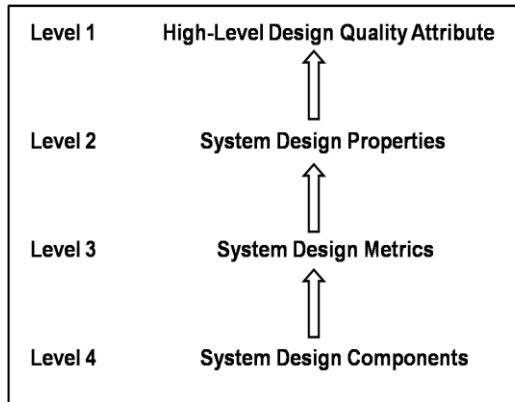 Level 1 High-Level Design Quality Attribute
Level 2 System Design Properties
Level 3 System Design Metrics
Level 4 System Design Components